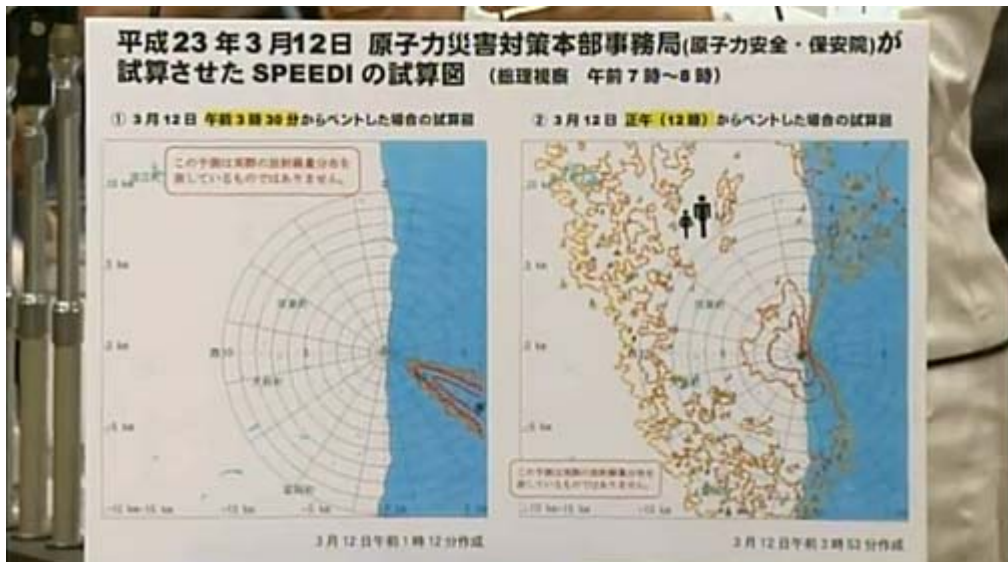 平成23年3月12日 原子力災害対策本部事務局(原子力安全・保安院)が
試算させたSPEEDIの試算図 (総理視察 午前7時～8時)
① 3月12日 午前3時30分からベントした場合の試算図
② 3月12日 正午(12時)からベントした場合の試算図
この予測は実際の放射線量分布を
示しているものではありません。
この予測は実際の放射線量分布を
示しているものではありません。
3月12日午前1時12分作成
3月12日午前3時53分作成